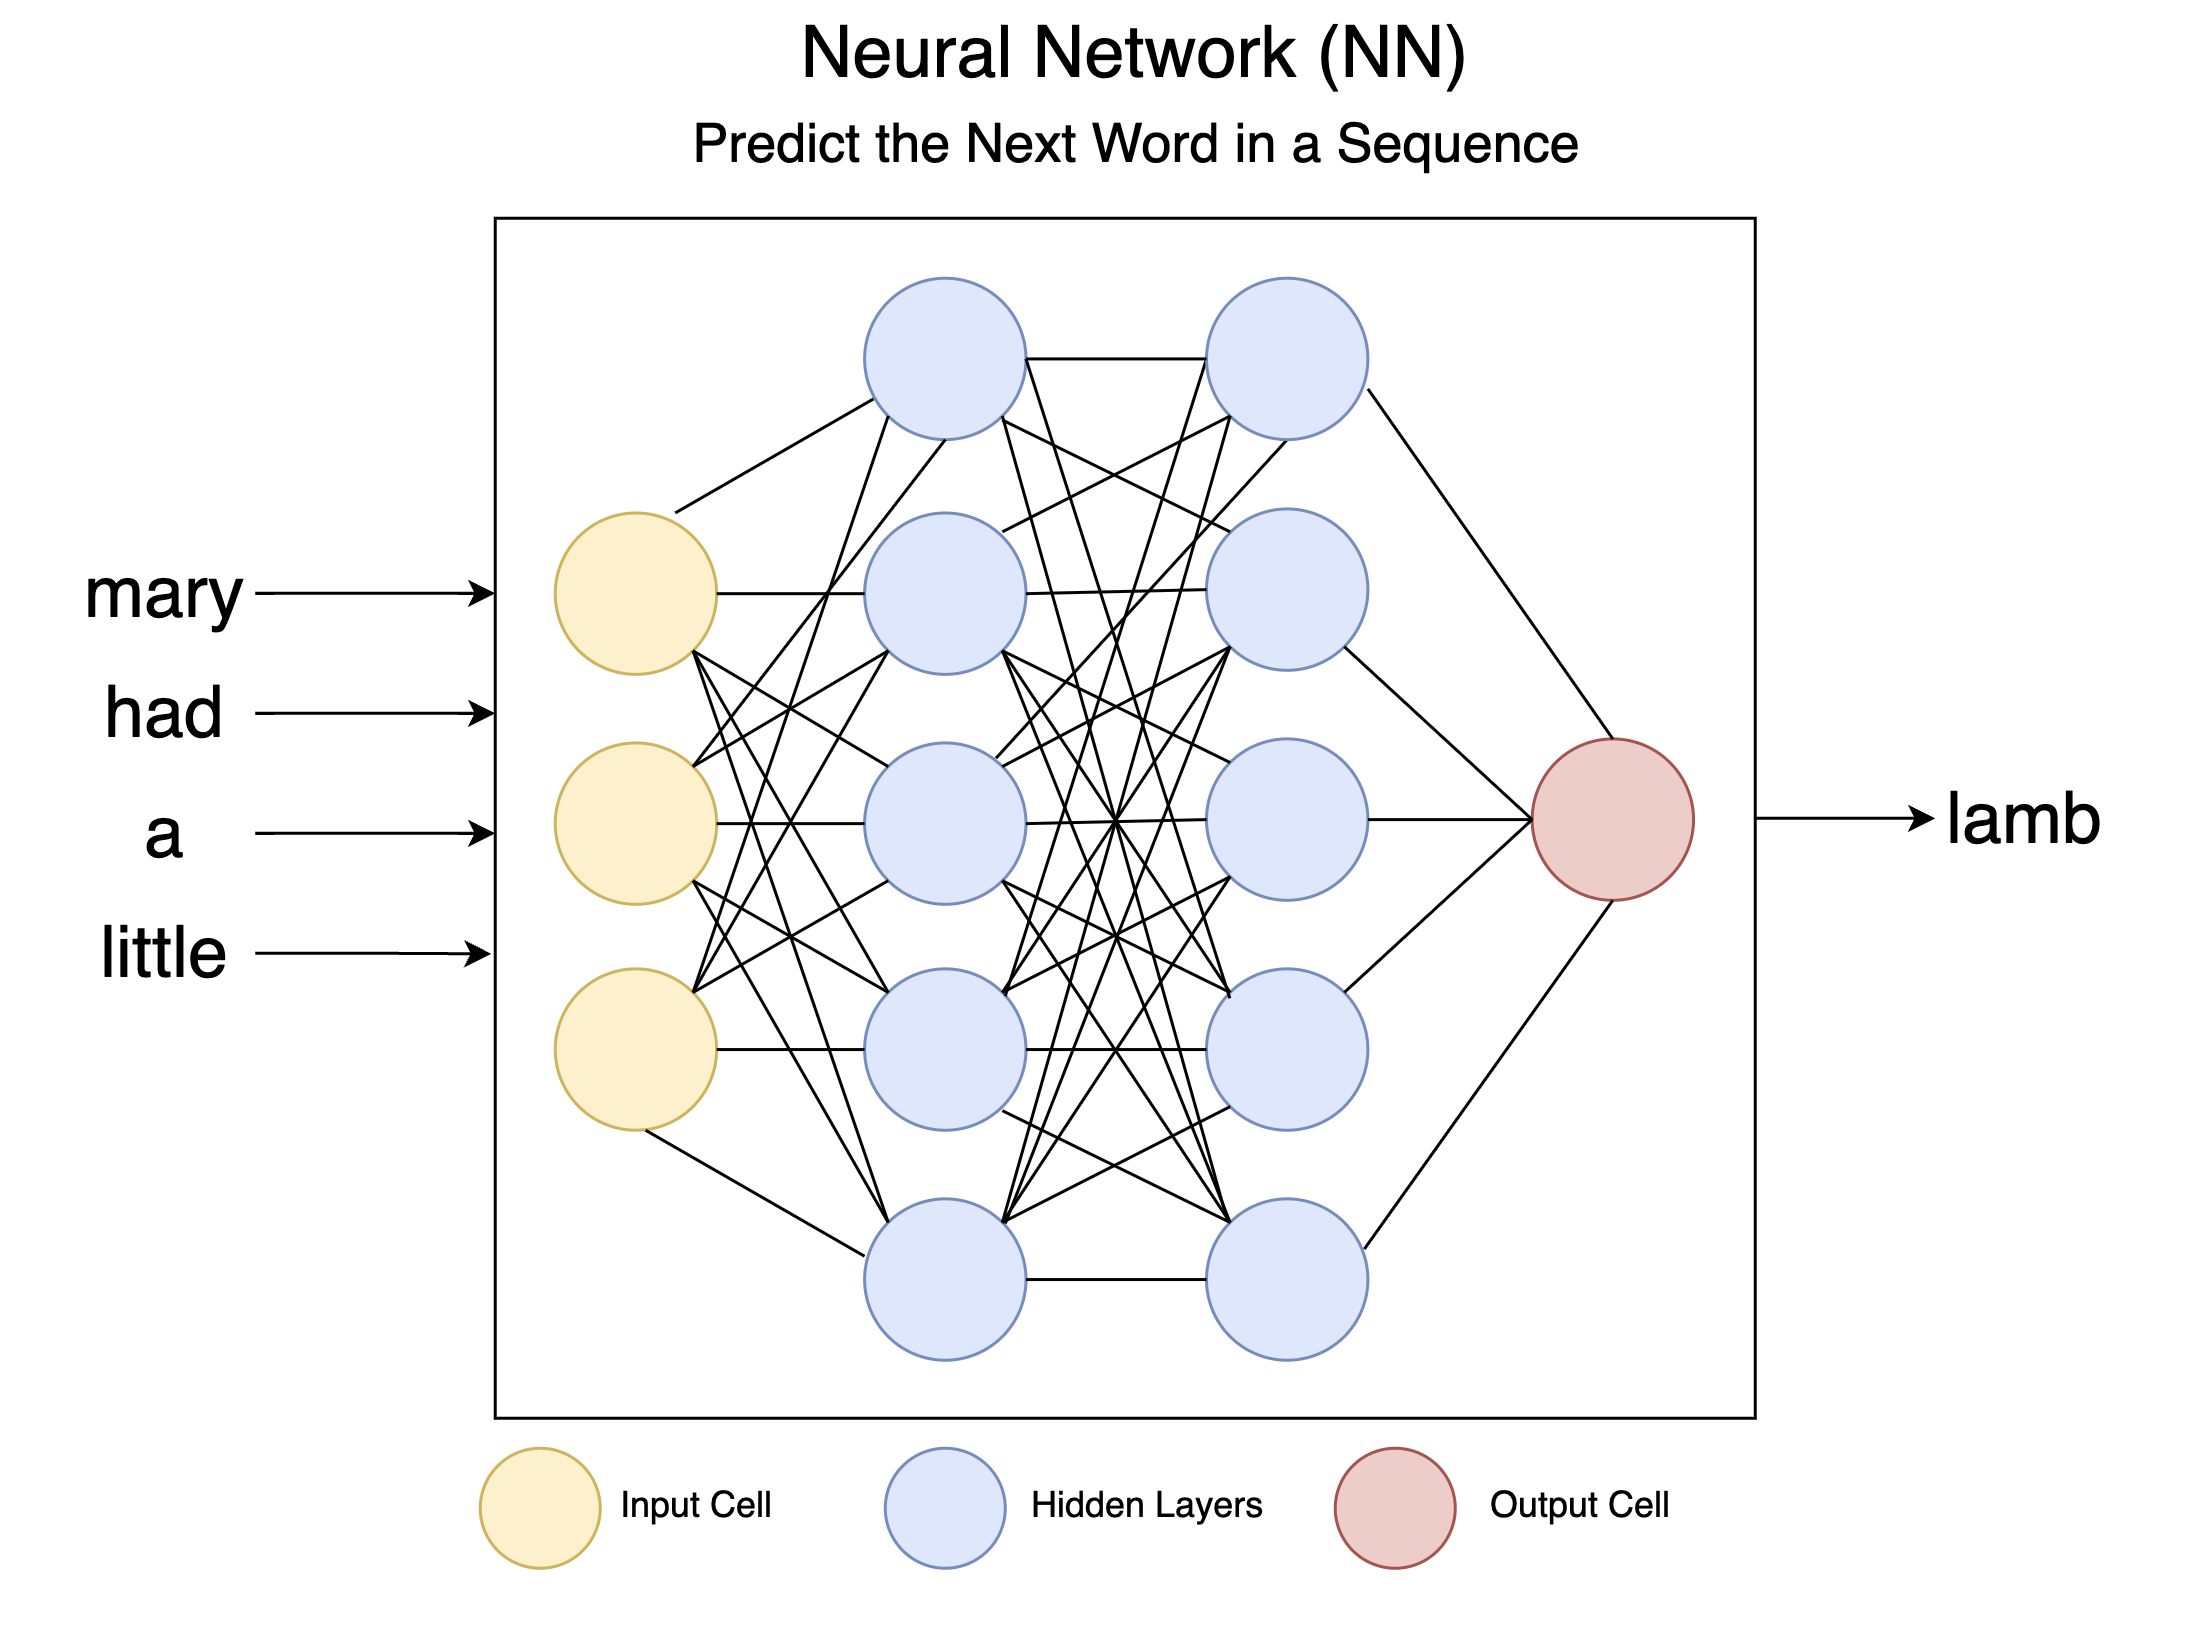 Neural Network (NN)
Predict the Next Word in a Sequence
mary
had
a
little
lamb
Input Cell
Hidden Layers
Output Cell